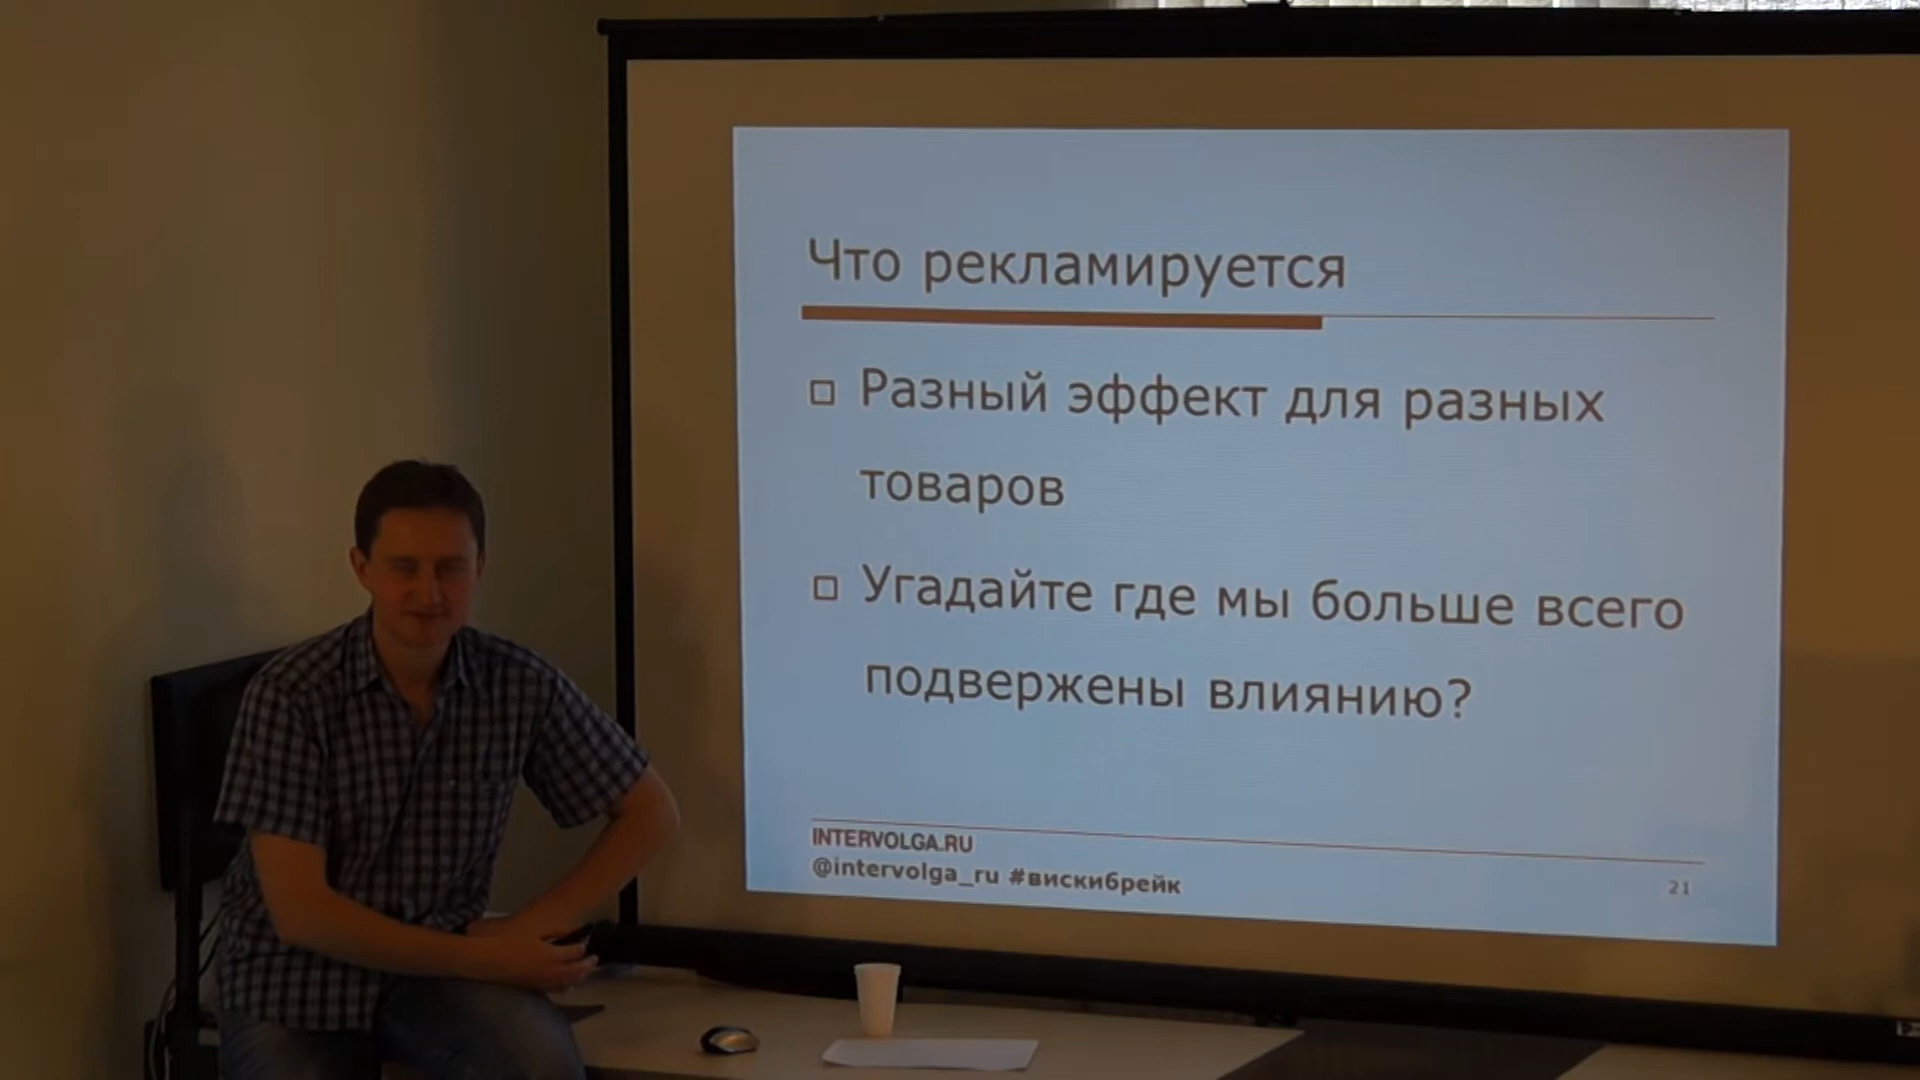 Что рекламируется
Разный эффект для разных
товаров
Угадайте где мы больше всего
подвержены влиянию?
INTERVOLGA.RU
@intervolga_ru #вискибрейк
21